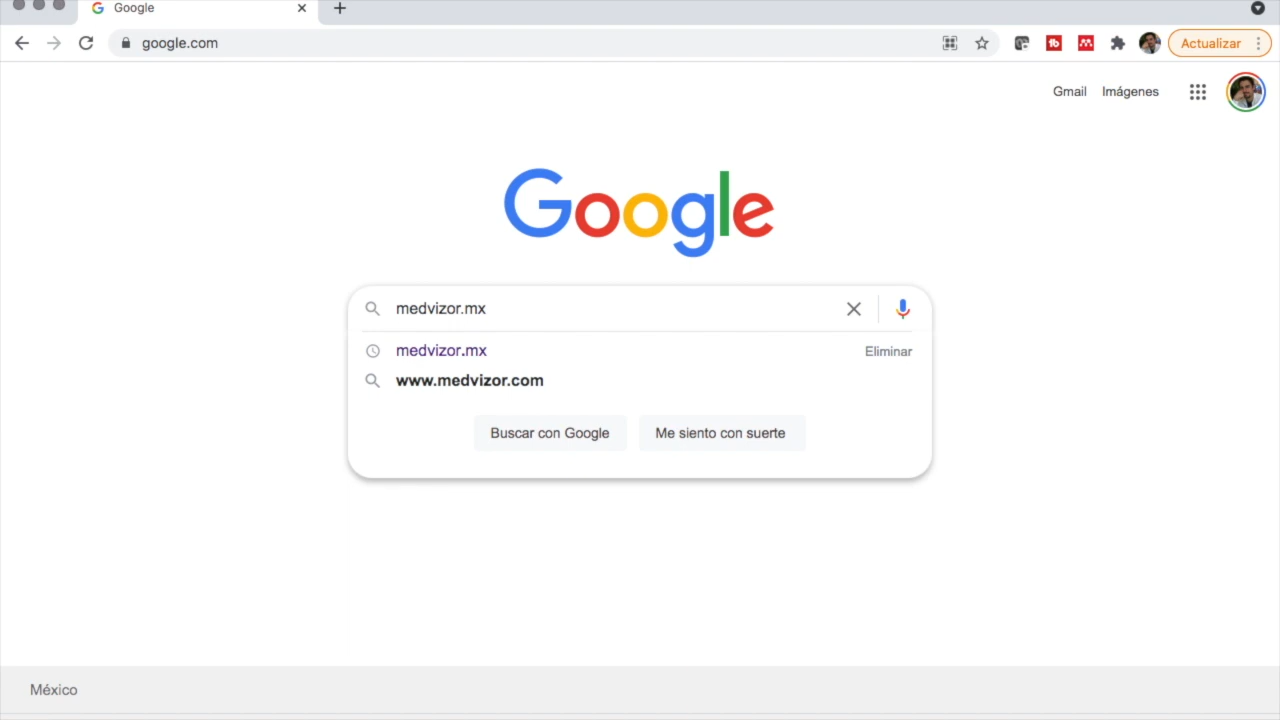 Google
google.com
Actualizar
Gmail Imágenes
Google
medvizor.mx
medvizor.mx Eliminar
www.medvizor.com
Buscar con Google Me siento con suerte
México